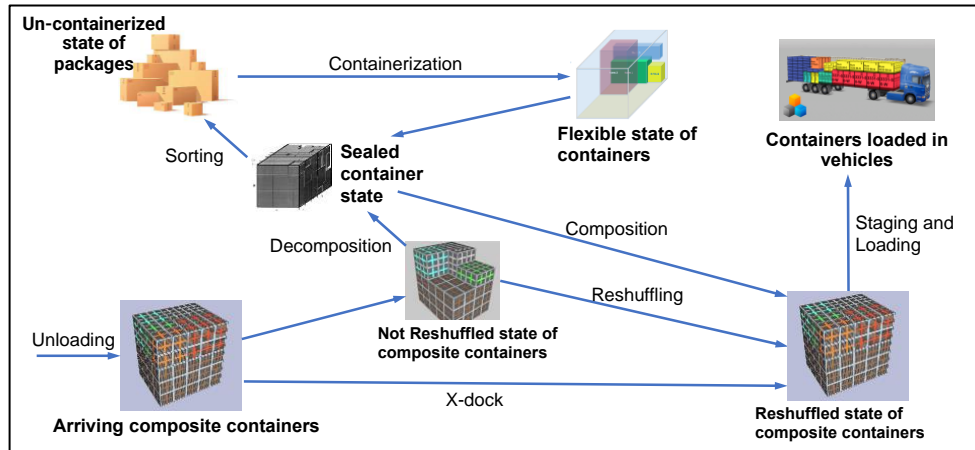 Un-containerized
state of
packages
Containerization
Flexible state of
containers
Containers loaded in
vehicles
Sorting
Sealed
container
state
Decomposition
Composition
Staging and
Loading
Reshuffling
Unloading
Not Reshuffled state of
composite containers
X-dock
Arriving composite containers
Reshuffled state of
composite containers